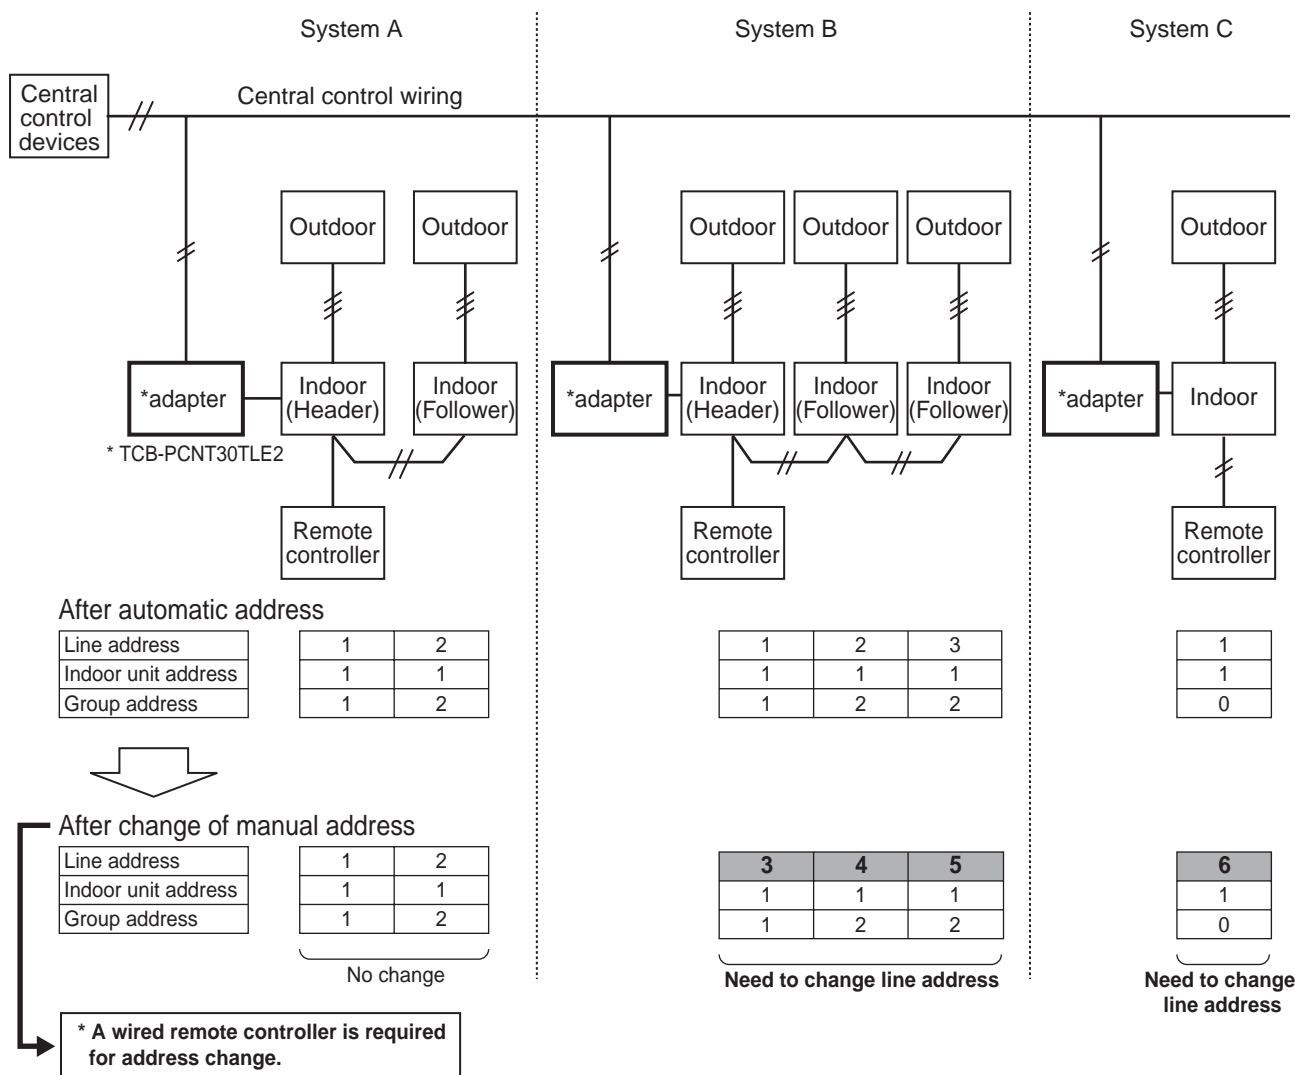 System A
System B
System C
Central
control
devices
Central control wiring
Outdoor
Outdoor
Outdoor
Outdoor
Outdoor
Outdoor
*adapter
Indoor
(Header)
Indoor
(Follower)
*adapter
Indoor
(Header)
Indoor
(Follower)
Indoor
(Follower)
*adapter
Indoor
* TCB-PCNT30TLE2
Remote
controller
Remote
controller
Remote
controller
After automatic address
Line address 1 2 1 2 3 1
Indoor unit address 1 1 1 1 1 1
Group address 1 2 1 2 2 0
After change of manual address
Line address 1 2 3 4 5 6
Indoor unit address 1 1 1 1 1 1
Group address 1 2 1 2 2 0
No change
Need to change line address
Need to change
line address
* A wired remote controller is required
for address change.